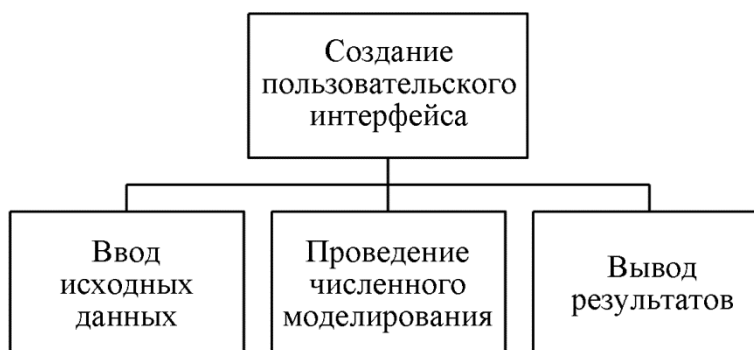 Создание
пользовательского
интерфейса
Ввод
исходных
данных
Проведение
численного
моделирования
Вывод
результатов